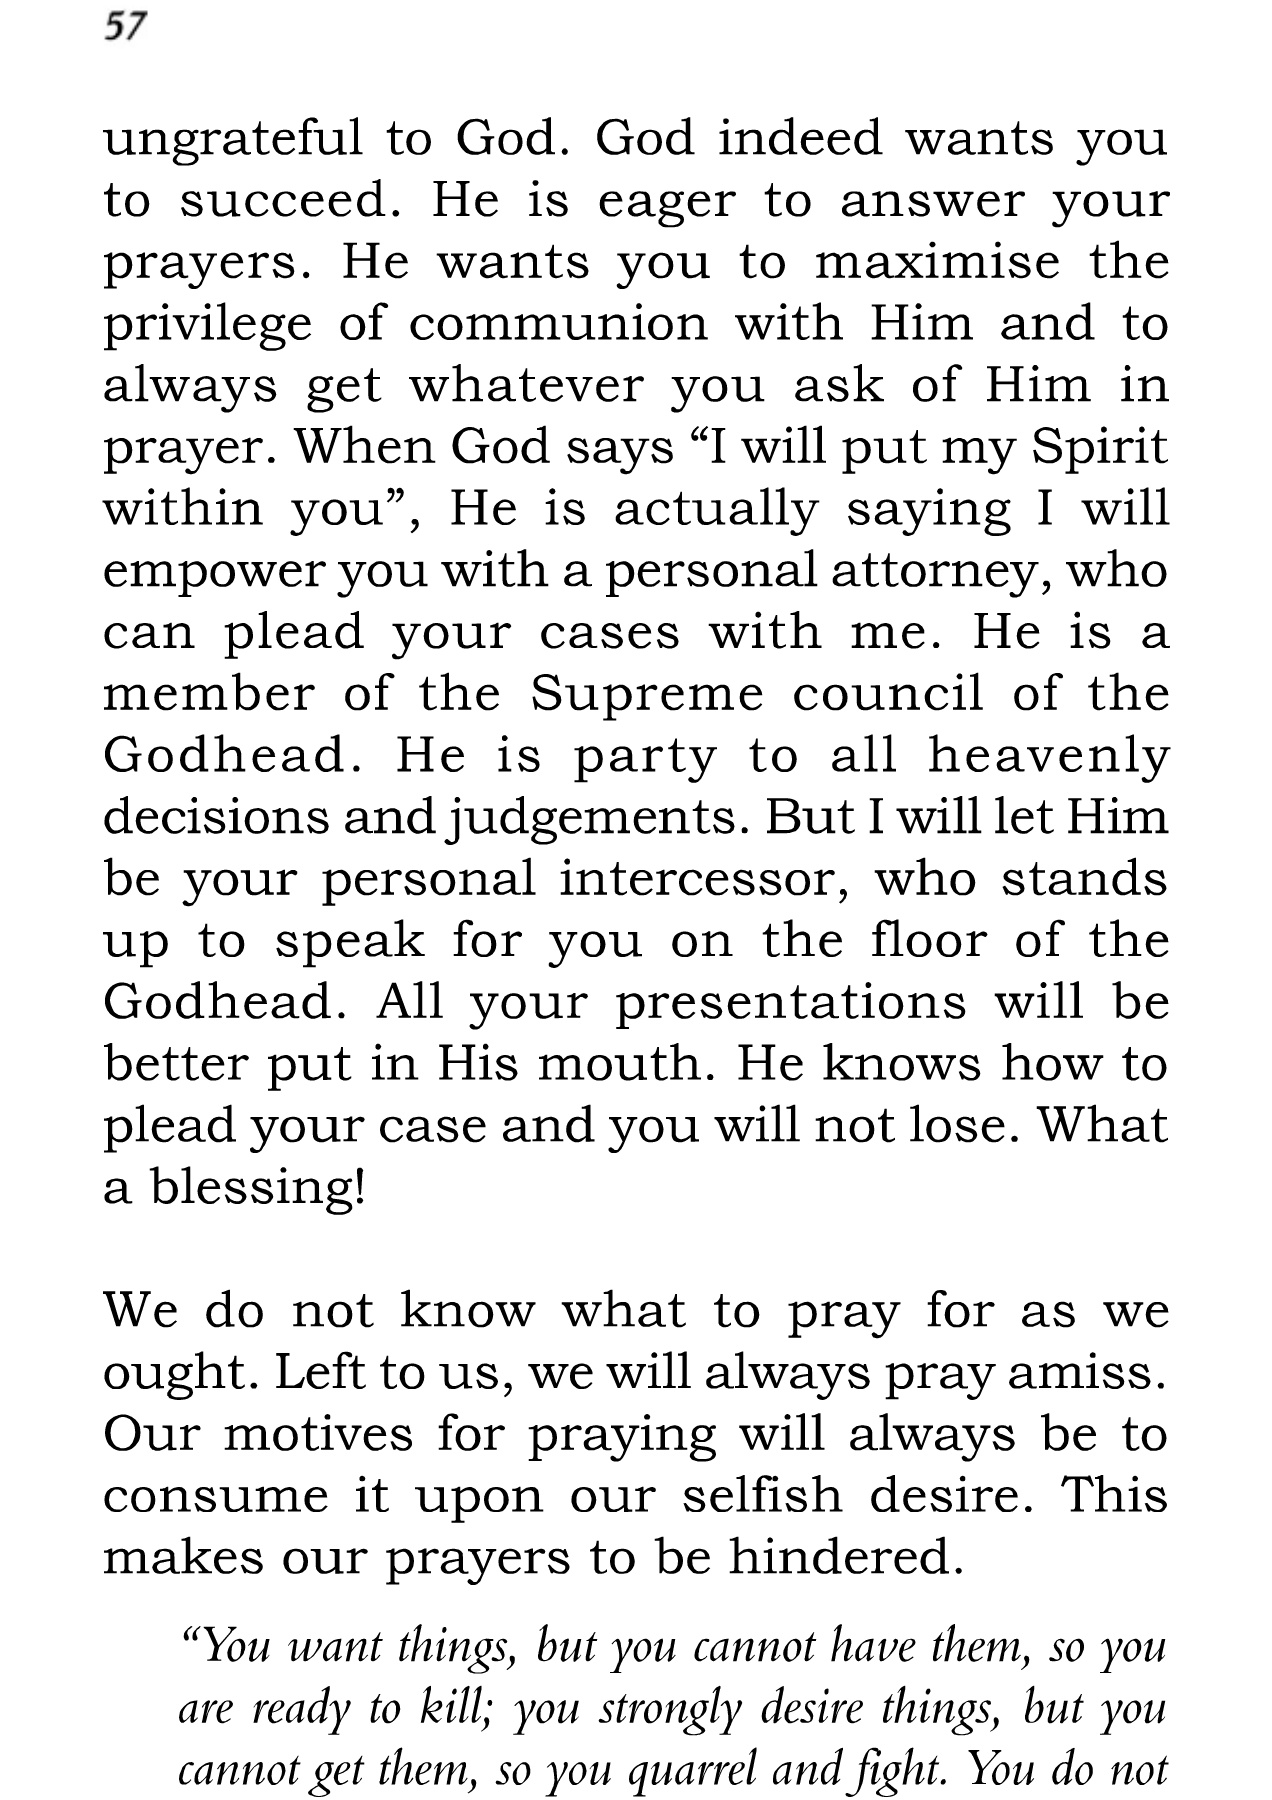 57
ungrateful to God. God indeed wants you
to succeed. He is eager to answer your
prayers. He wants you to maximise the
privilege of communion with Him and to
always get whatever you ask of Him in
prayer. When God says “I will put my Spirit
within you”, He is actually saying I will
empower you with a personal attorney, who
can plead your cases with me. He is a
member of the Supreme council of the
Godhead. He is party to all heavenly
decisions and judgements. But I will let Him
be your personal intercessor, who stands
up to speak for you on the floor of the
Godhead. All your presentations will be
better put in His mouth. He knows how to
plead your case and you will not lose. What
a blessing!
We do not know what to pray for as we
ought. Left to us, we will always pray amiss.
Our motives for praying will always be to
consume it upon our selfish desire. This
makes our prayers to be hindered.
“You want things, but you cannot have them, so you
are ready to kill; you strongly desire things, but you
cannot get them, so you quarrel and fight. You do not